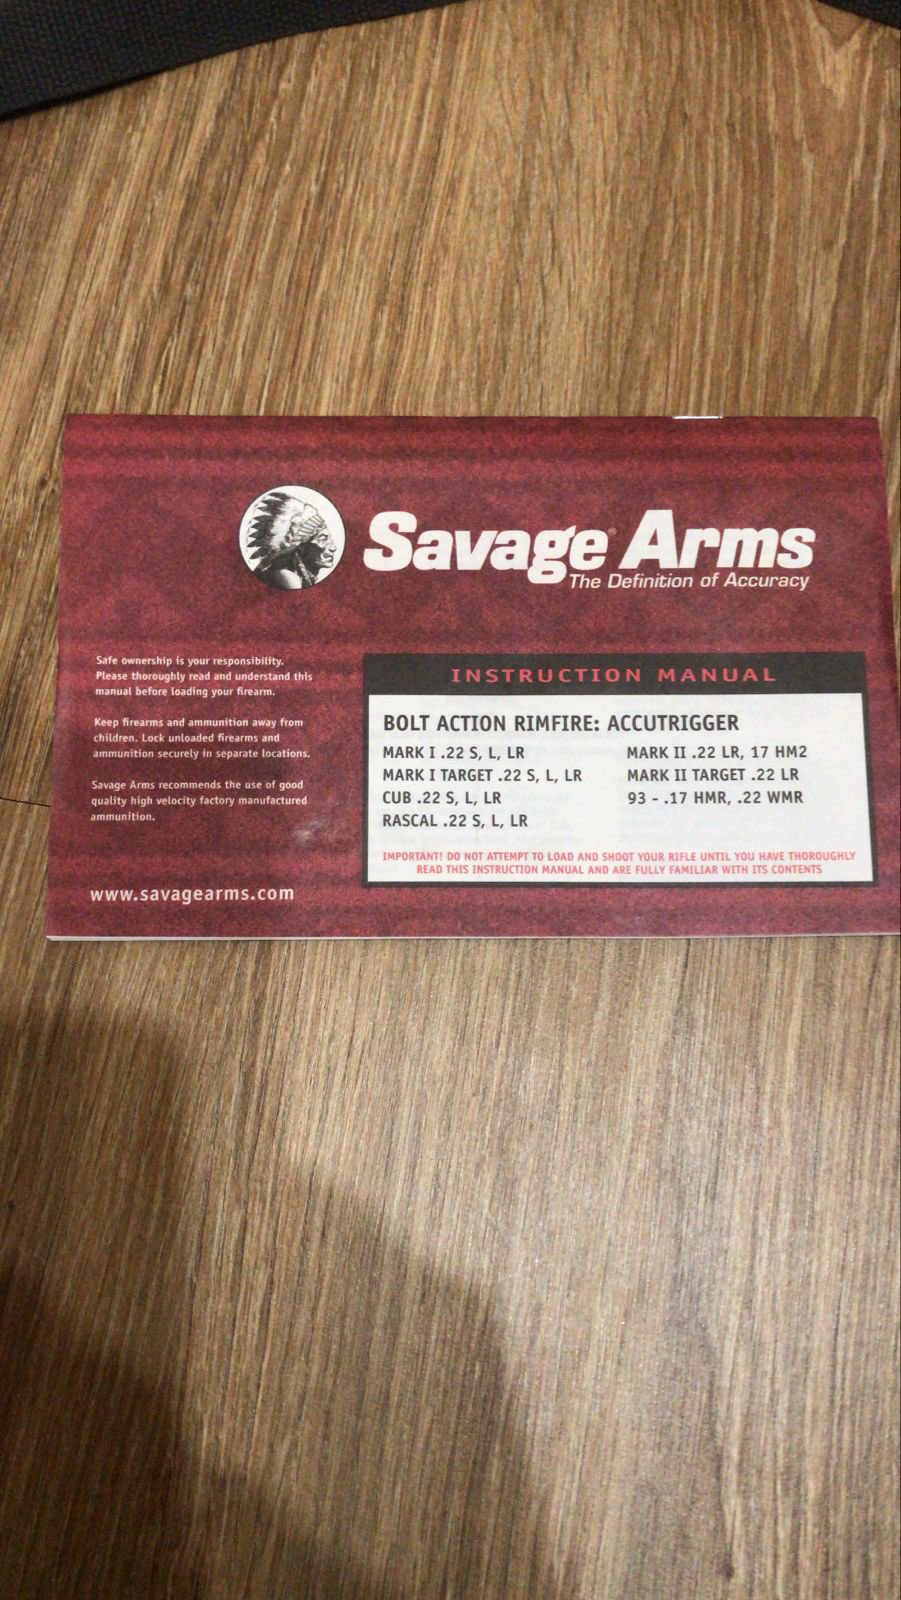 Savage® Arms
The Definition of Accuracy
Safe ownership is your responsibility.
Please thoroughly read and understand this
manual before loading your firearm.
Keep firearms and ammunition away from
children. Lock unloaded firearms and
ammunition securely in separate locations.
Savage Arms recommends the use of good
quality high velocity factory manufactured
ammunition.
www.savagearms.com
INSTRUCTION MANUAL
BOLT ACTION RIMFIRE: ACCUTRIGGER
MARK I .22 S, L, LR
MARK I TARGET .22 S, L, LR
CUB .22 S, L, LR
RASCAL .22 S, L, LR
MARK II .22 LR, 17 HM2
MARK II TARGET .22 LR
93 - .17 HMR, .22 WMR
IMPORTANT! DO NOT ATTEMPT TO LOAD AND SHOOT YOUR RIFLE UNTIL YOU HAVE THOROUGHLY
READ THIS INSTRUCTION MANUAL AND ARE FULLY FAMILIAR WITH ITS CONTENTS